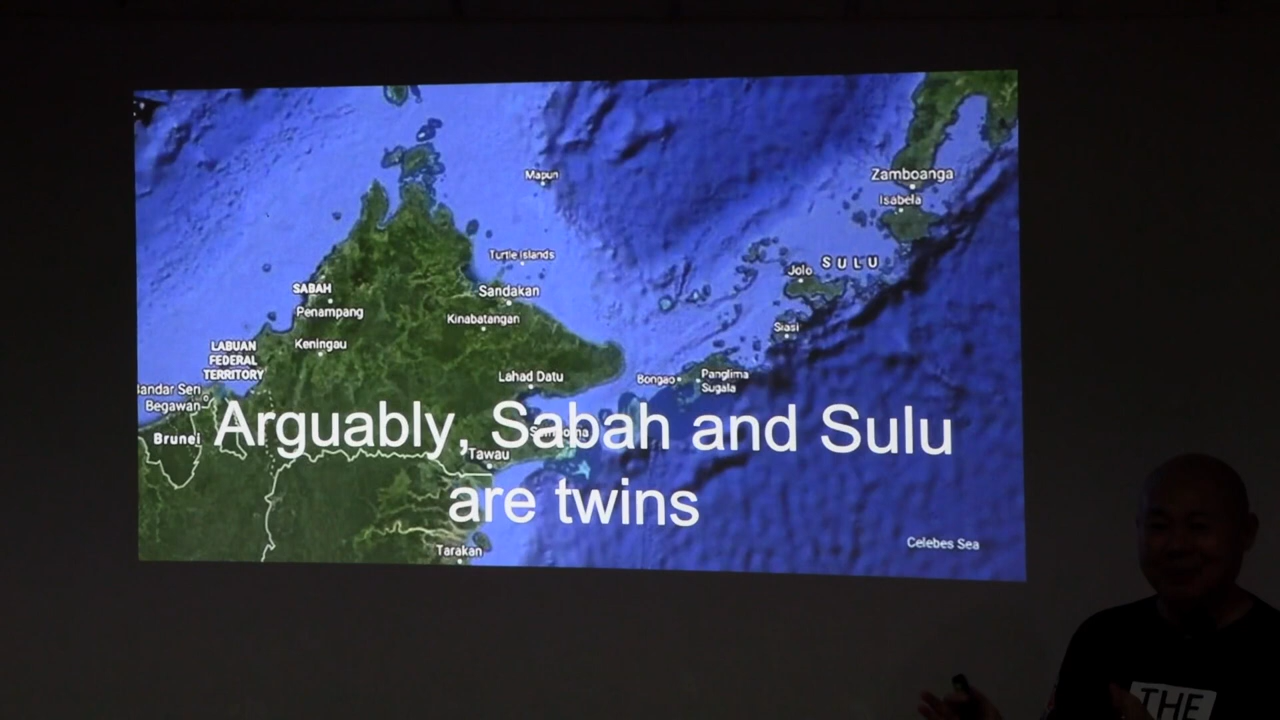 Mapun
Zamboanga
Isabela
Turtle Islands
SULU
Jolo
SABAH
Sandakan
Penampang
Kinabatangan
Siasi
LABUAN
FEDERAL
TERRITORY
Keningau
Lahad Datu
Bongao
Panglima
Sugala
Bandar Seri
Begawan
Brunei
Arguably, Sabah and Sulu
Tawau
are twins
Tarakan
Celebes Sea
THE